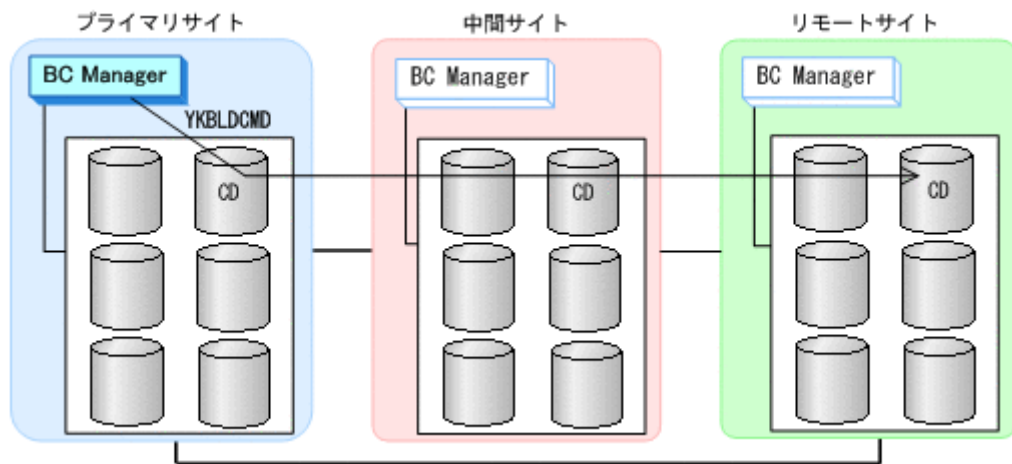 プライマリサイト
中間サイト
リモートサイト
BC Manager
BC Manager
BC Manager
YKBLDCMD
CD
CD
CD